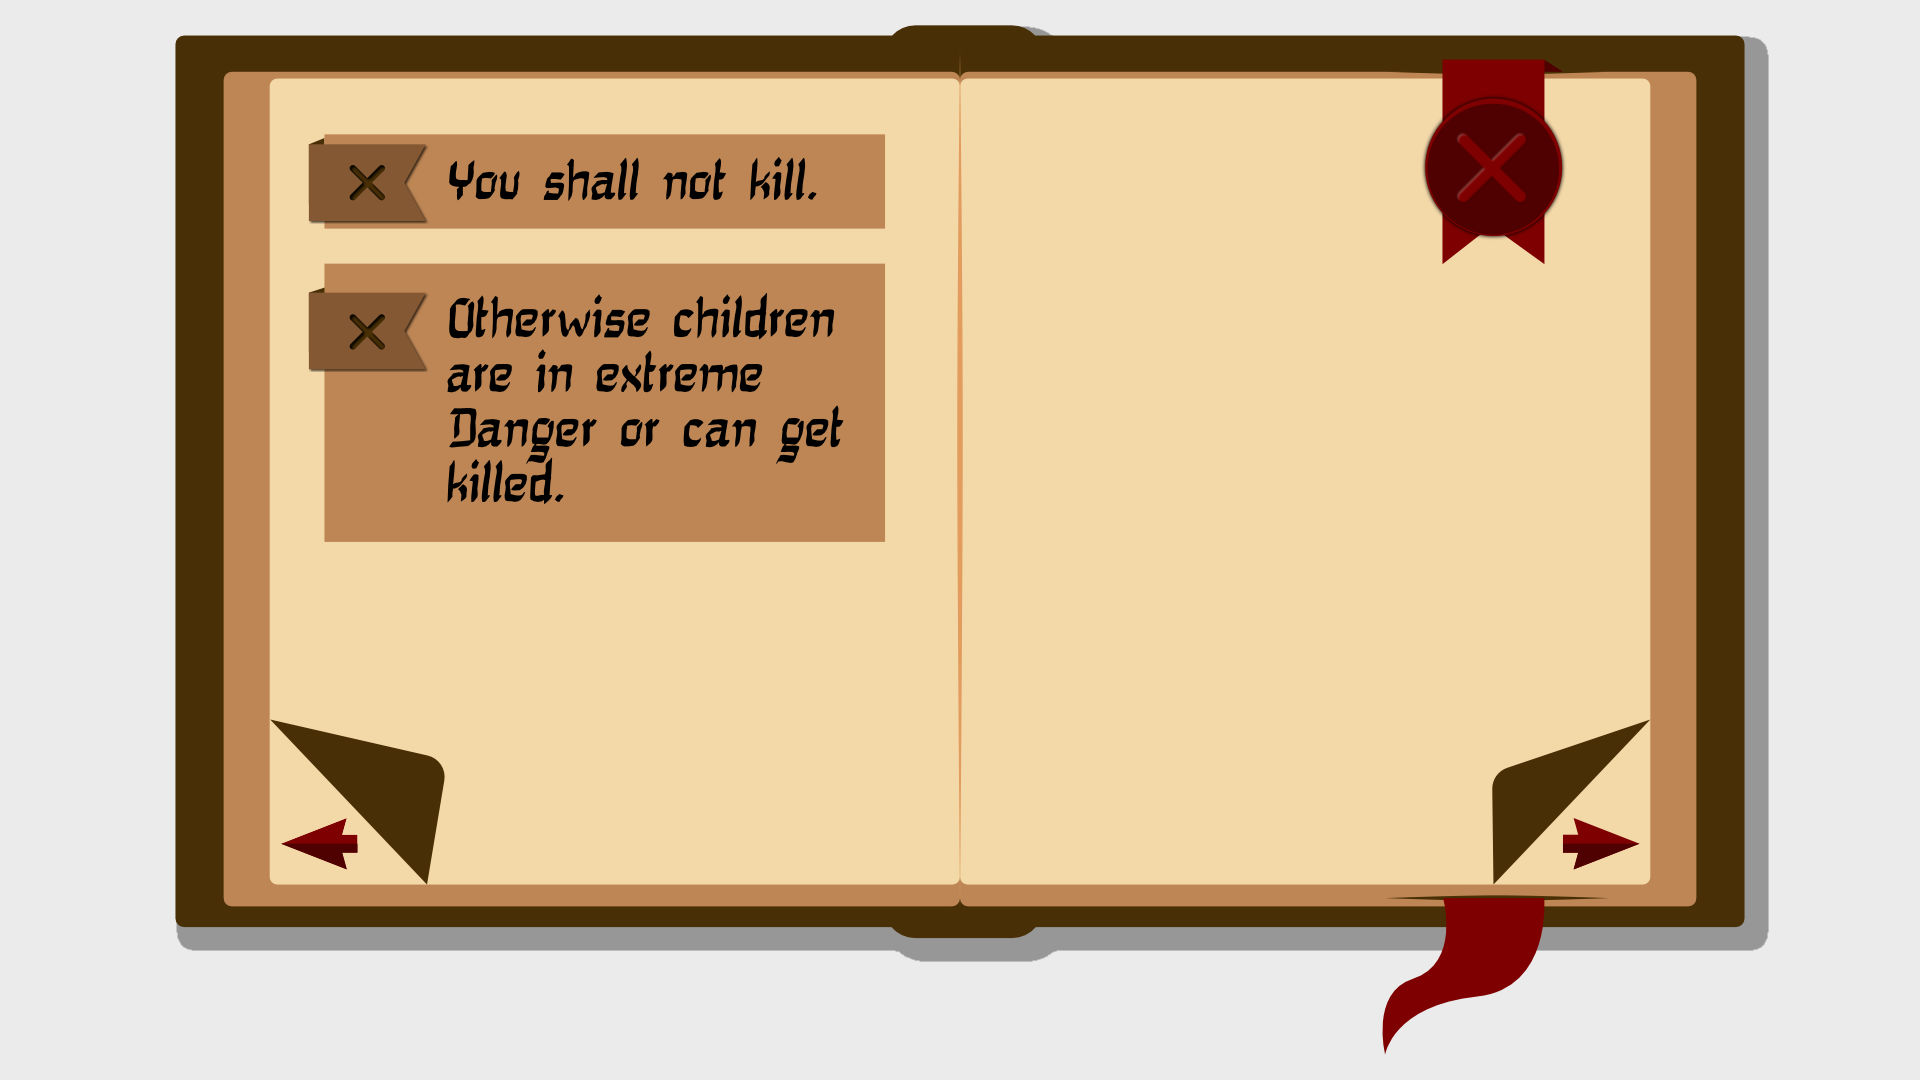 You shall not kill.
Otherwise children
are in extreme
Danger or can get
killed.